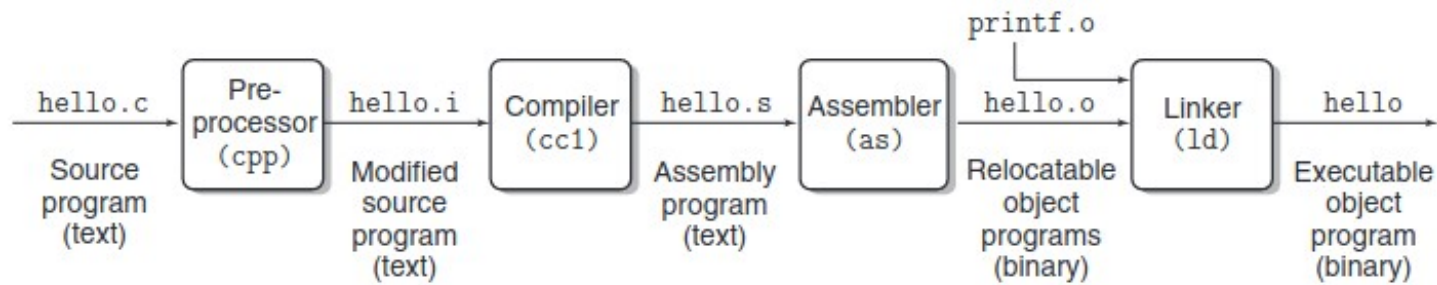 printf.o
hello.c
Pre-
processor
(cpp)
hello.i
Compiler
(cc1)
hello.s
Assembler
(as)
hello.o
Linker
(ld)
hello
Source
program
(text)
Modified
source
program
(text)
Assembly
program
(text)
Relocatable
object
programs
(binary)
Executable
object
program
(binary)